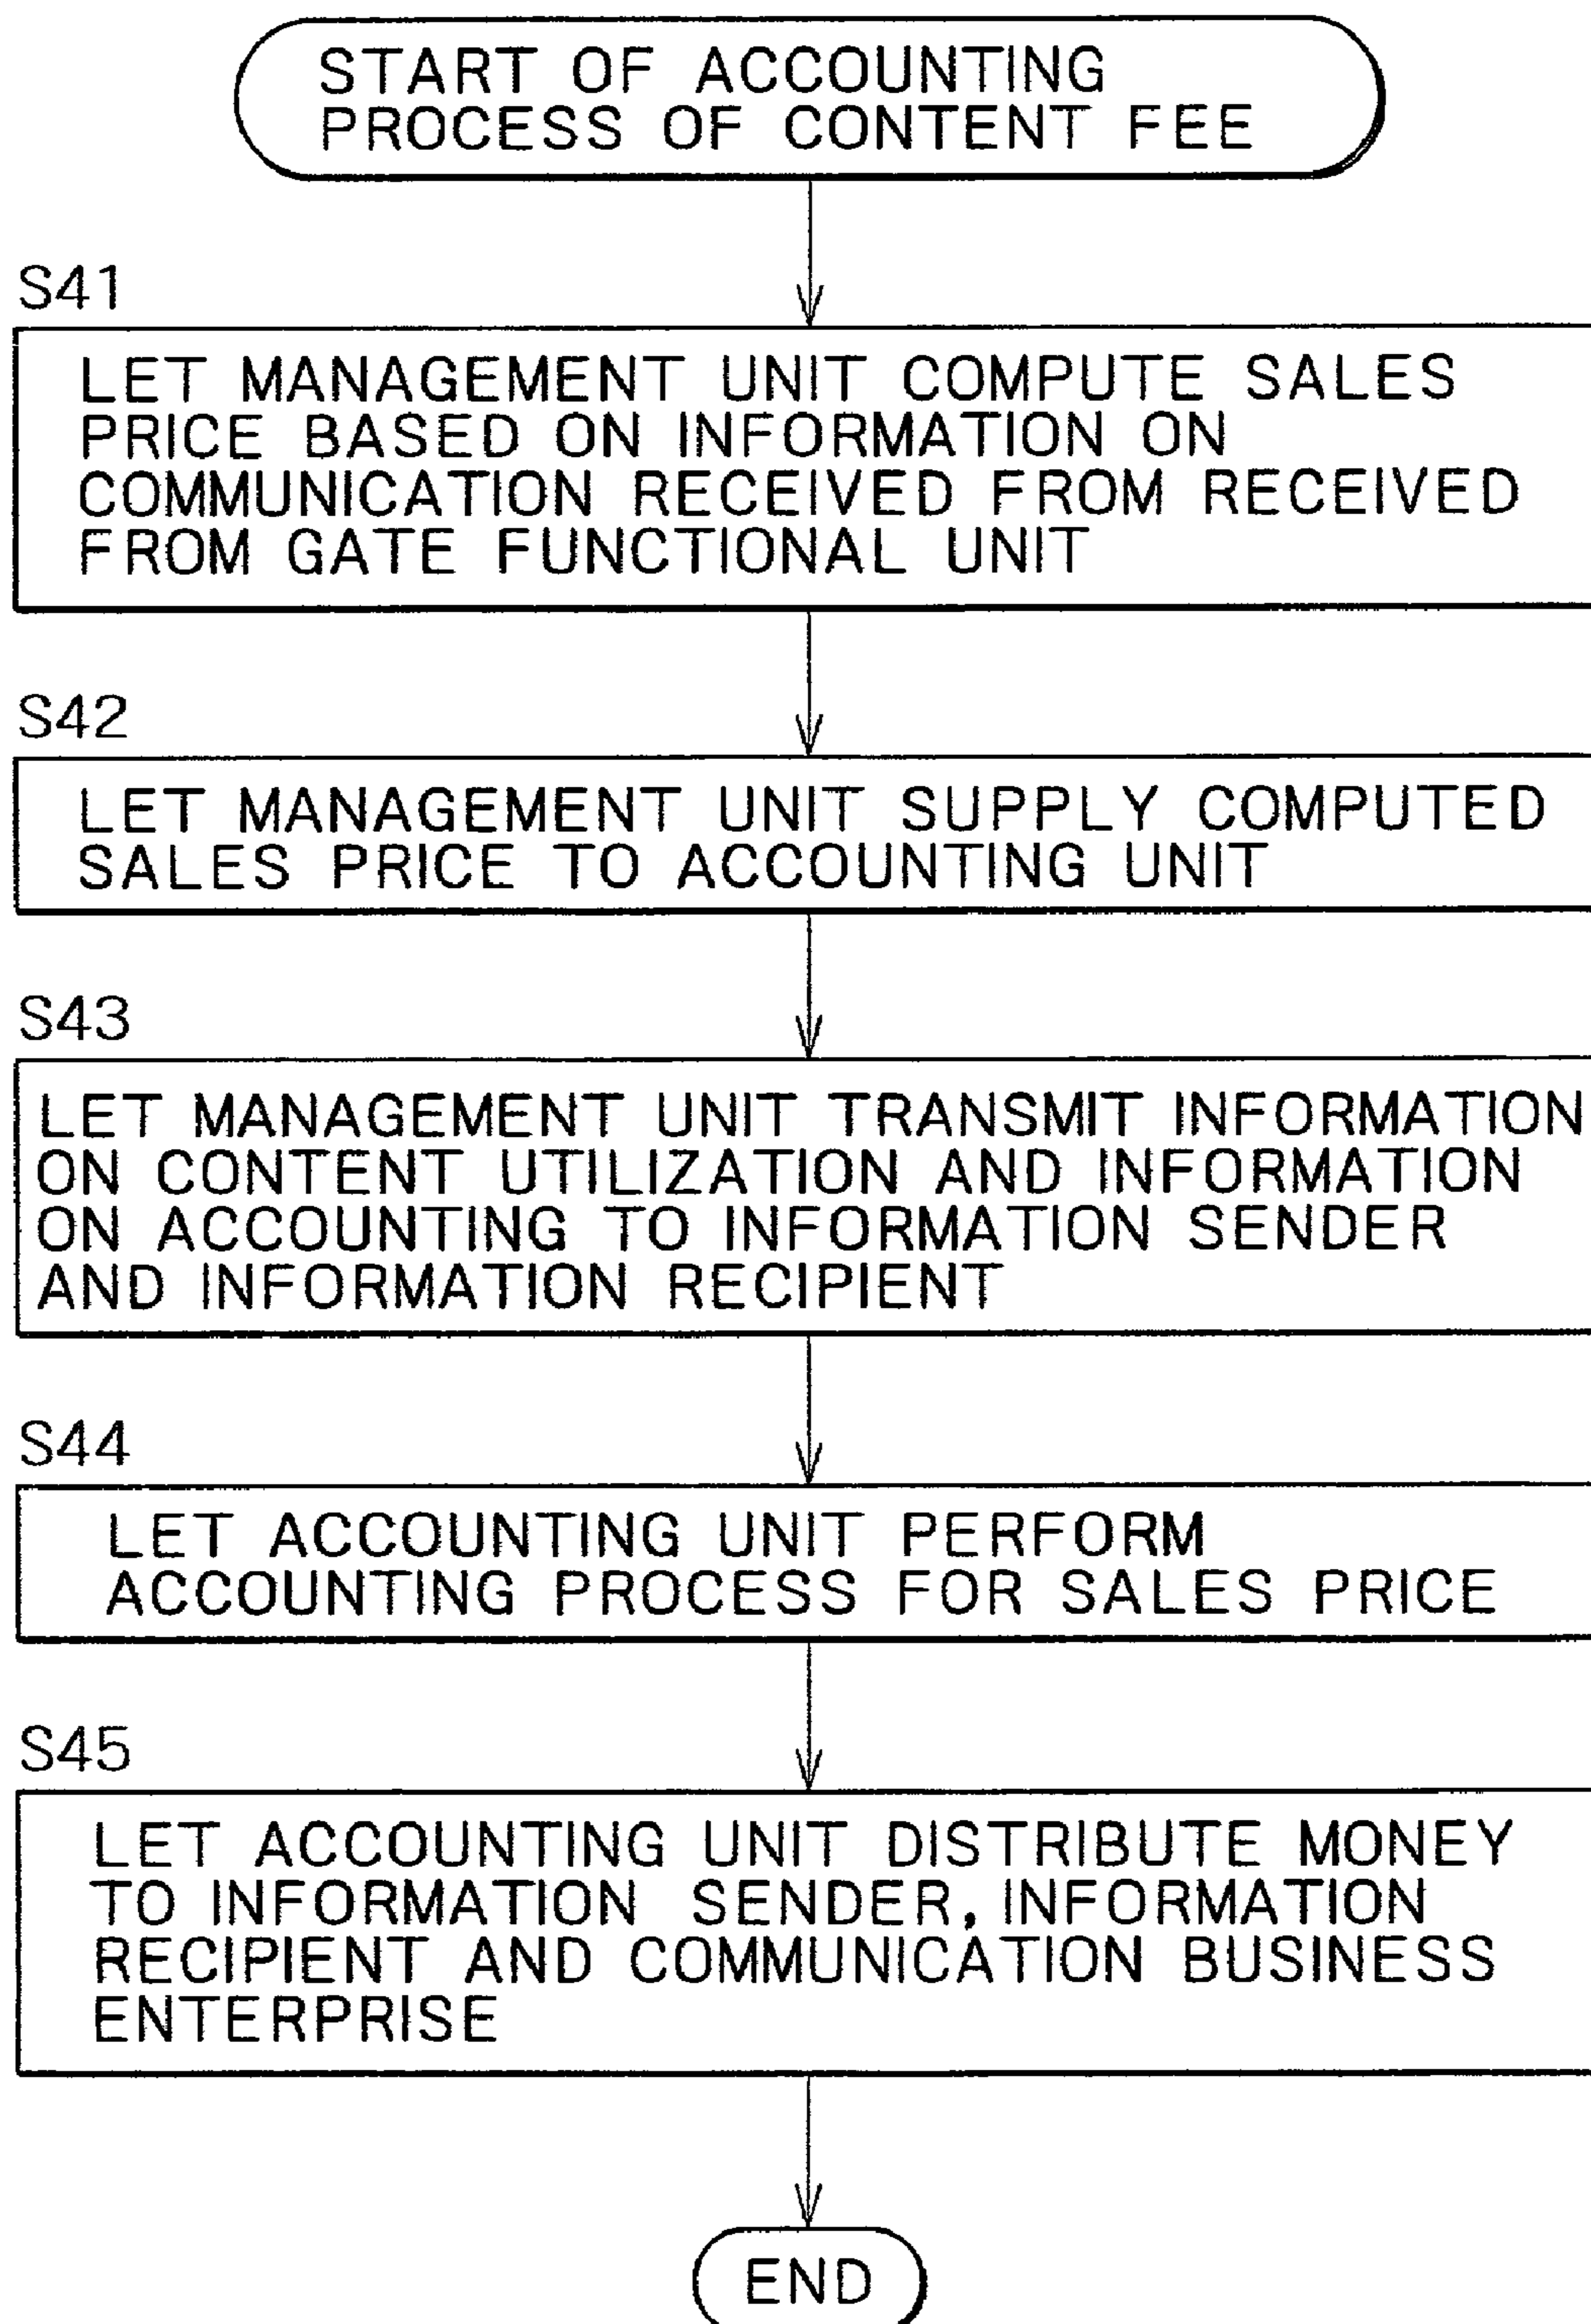 START OF ACCOUNTING
PROCESS OF CONTENT FEE
S41
LET MANAGEMENT UNIT COMPUTE SALES
PRICE BASED ON INFORMATION ON
COMMUNICATION RECEIVED FROM RECEIVED
FROM GATE FUNCTIONAL UNIT
S42
LET MANAGEMENT UNIT SUPPLY COMPUTED
SALES PRICE TO ACCOUNTING UNIT
S43
LET MANAGEMENT UNIT TRANSMIT INFORMATION
ON CONTENT UTILIZATION AND INFORMATION
ON ACCOUNTING TO INFORMATION SENDER
AND INFORMATION RECIPIENT
S44
LET ACCOUNTING UNIT PERFORM
ACCOUNTING PROCESS FOR SALES PRICE
S45
LET ACCOUNTING UNIT DISTRIBUTE MONEY
TO INFORMATION SENDER, INFORMATION
RECIPIENT AND COMMUNICATION BUSINESS
ENTERPRISE
END